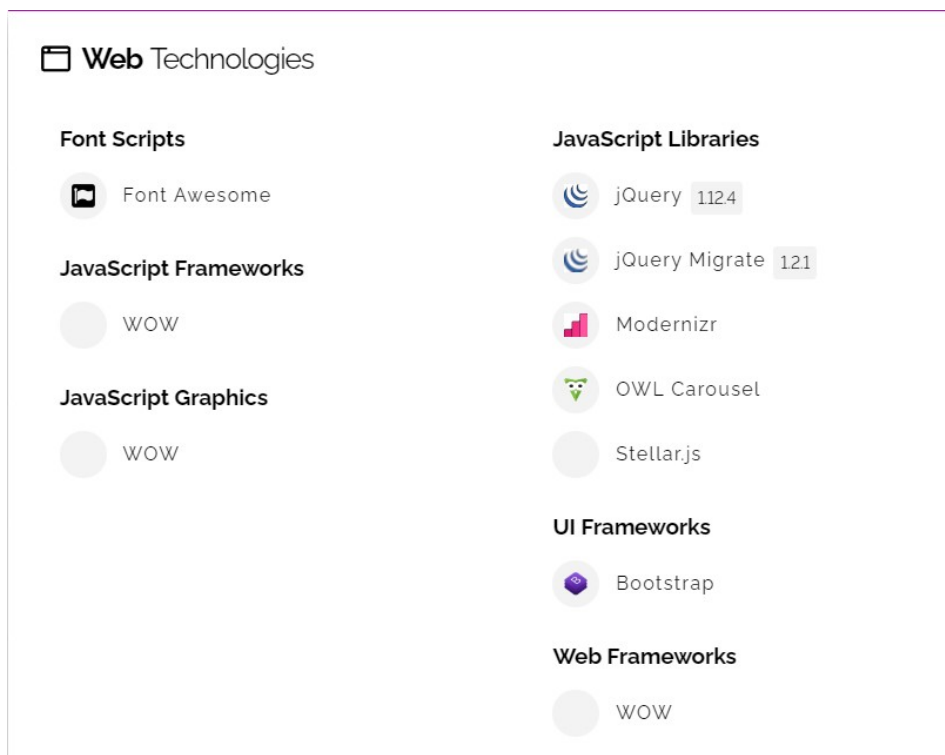 Web Technologies
Font Scripts
Font Awesome
JavaScript Frameworks
WOW
JavaScript Graphics
WOW
JavaScript Libraries
jQuery 1.12.4
jQuery Migrate 1.2.1
Modernizr
OWL Carousel
Stellar.js
UI Frameworks
Bootstrap
Web Frameworks
WOW